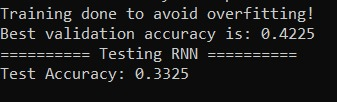 Training done to avoid overfitting!
Best validation accuracy is: 0.4225
========== Testing RNN ==========
Test Accuracy: 0.3325